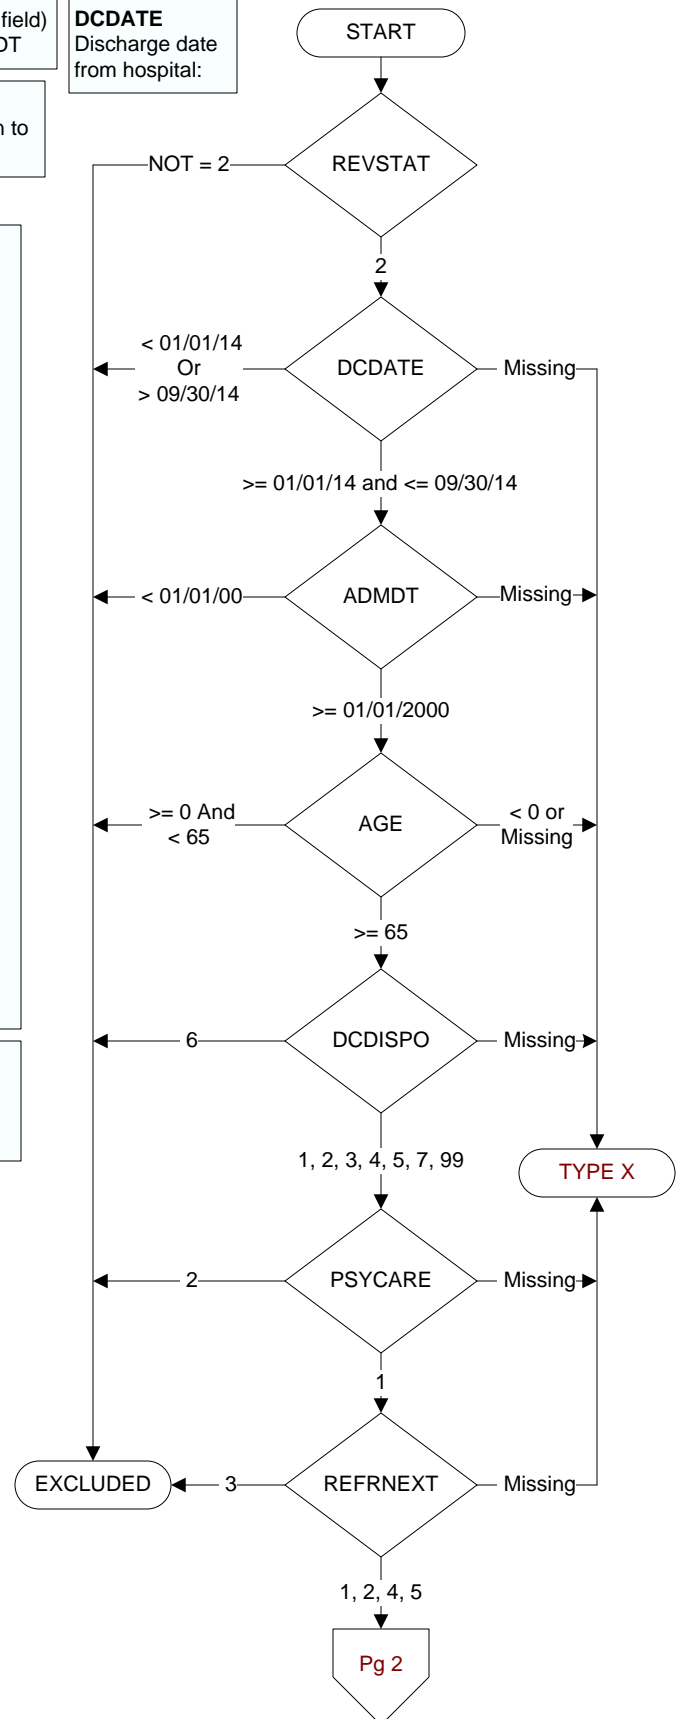 field)
DT
DCDATE
Discharge date
from hospital:
n to
START
REVSTAT
NOT = 2
2
DCDATE
< 01/01/14
Or
> 09/30/14
Missing
>= 01/01/14 and <= 09/30/14
ADMDT
< 01/01/00
Missing
>= 01/01/2000
AGE
>= 0 And
< 65
< 0 or
Missing
>= 65
DCDISPO
6
Missing
1, 2, 3, 4, 5, 7, 99
TYPE X
PSYCARE
2
Missing
1
REFRNEXT
EXCLUDED
3
Missing
1, 2, 4, 5
Pg 2